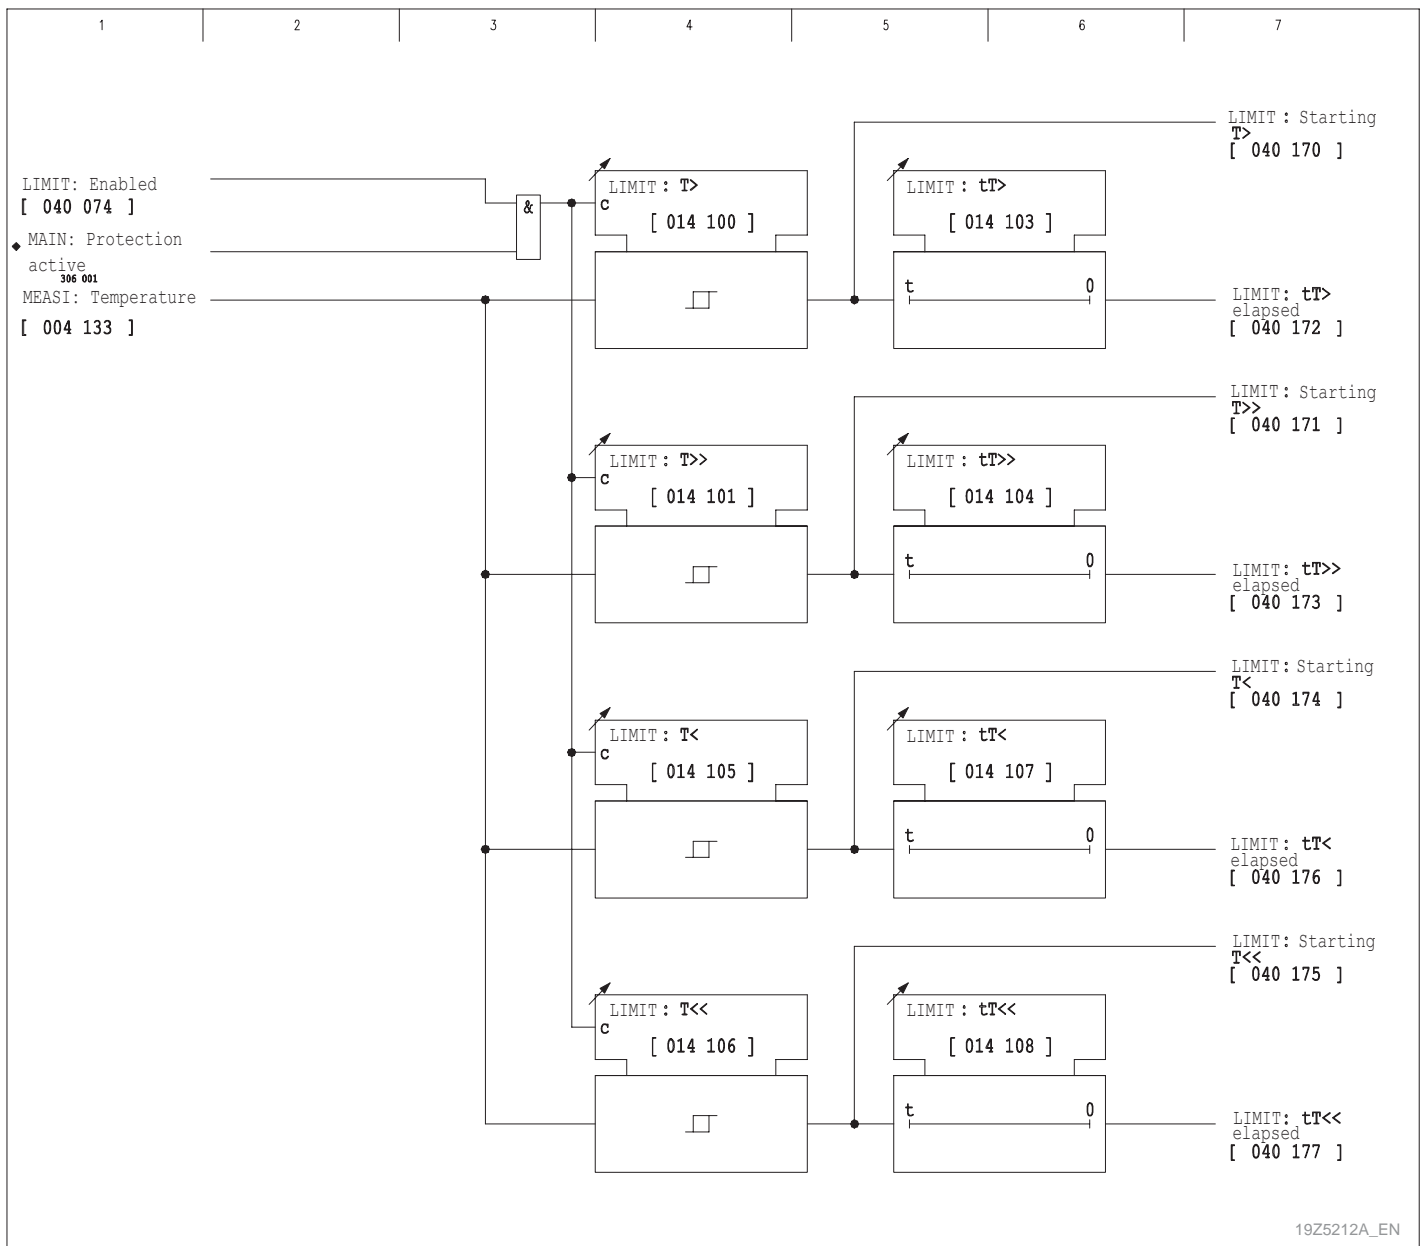 1 2 3 4 5 6 7
LIMIT: Enabled
[ 040 074 ]
MAIN: Protection
active
306 001
MEASI: Temperature
[ 004 133 ]
&
c
LIMIT: T>
[ 014 100 ]
LIMIT: tT>
[ 014 103 ]
t 0
LIMIT: Starting
T>
[ 040 170 ]
LIMIT: tT>
elapsed
[ 040 172 ]
LIMIT: T>>
c
[ 014 101 ]
LIMIT: tT>>
[ 014 104 ]
t 0
LIMIT: Starting
T>>
[ 040 171 ]
LIMIT: tT>>
elapsed
[ 040 173 ]
LIMIT: T<
c
[ 014 105 ]
LIMIT: tT<
[ 014 107 ]
t 0
LIMIT: Starting
T<
[ 040 174 ]
LIMIT: tT<
elapsed
[ 040 176 ]
LIMIT: T<<
c
[ 014 106 ]
LIMIT: tT<<
[ 014 108 ]
t 0
LIMIT: Starting
T<<
[ 040 175 ]
LIMIT: tT<<
elapsed
[ 040 177 ]
19Z5212A_EN